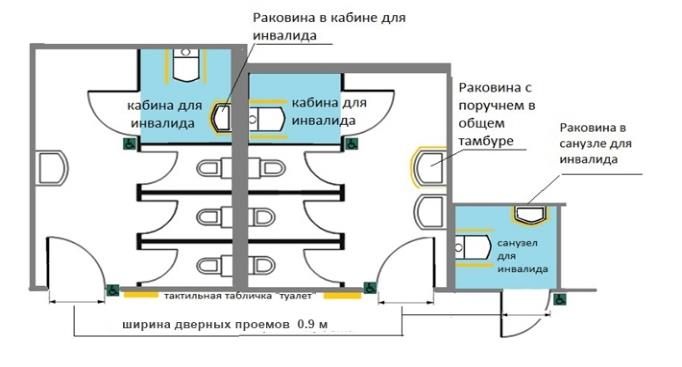 Раковина в кабине для
инвалида
кабина для
инвалида
кабина для
инвалида
Раковина с
поручнем в
общем
тамбуре
Раковина в
санузле для
инвалида
санузел
для
инвалида
тактильная табличка "туалет"
ширина дверных проемов 0.9 м